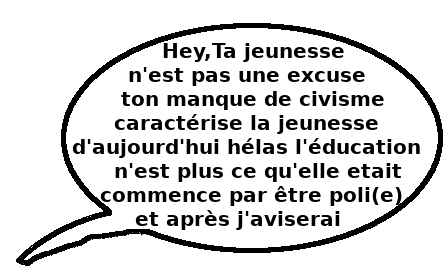 Hey,Ta jeunesse
n'est pas une excuse
ton manque de civisme
caractérise la jeunesse
d'aujourd'hui hélas l'éducation
n'est plus ce qu'elle etait
commence par être poli(e)
et après j'aviserai